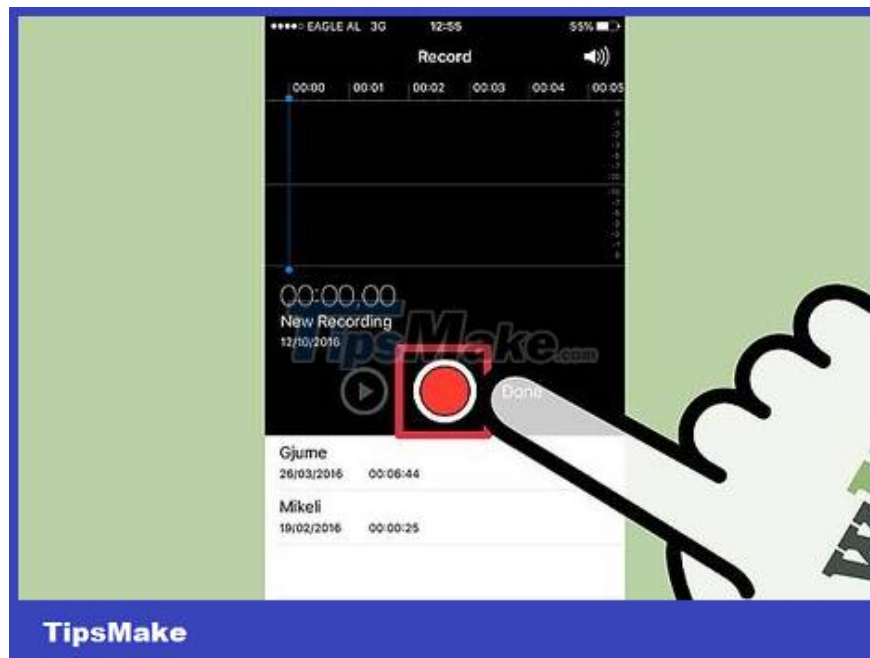 EAGLE AL 3G 12:55 55%
Record
00:00 00:01 00:02 00:03 00:04 00:05
00:00,00
New Recording
12/10/2016
TipsMake.com
Done
Gjume
26/03/2016 00:06:44
Mikeli
19/02/2016 00:00:25
TipsMake